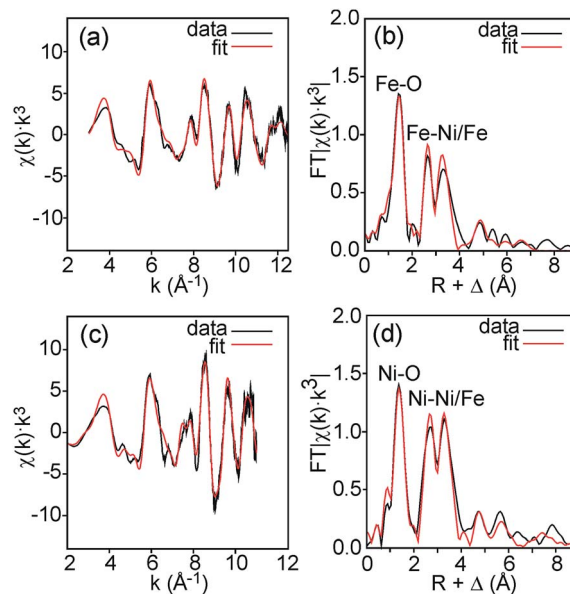 (a)
data
fit
χ(k)·k³
10
5
0
-5
-10
2 4 6 8 10 12
k (Å⁻¹)
(b)
data
fit
Fe-O
Fe-Ni/Fe
FT|χ(k)·k³|
2.0
1.5
1.0
0.5
0.0
0 2 4 6 8
R + Δ (Å)
(c)
data
fit
χ(k)·k³
10
5
0
-5
-10
2 4 6 8 10 12
k (Å⁻¹)
(d)
data
fit
Ni-O
Ni-Ni/Fe
FT|χ(k)·k³|
2.0
1.5
1.0
0.5
0.0
0 2 4 6 8
R + Δ (Å)